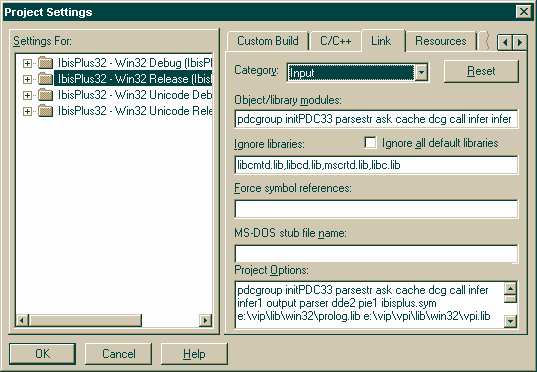 Project Settings
Settings For:
IbisPlus32 - Win32 Debug (IbisPl
IbisPlus32 - Win32 Release (Ibis
IbisPlus32 - Win32 Unicode Deb
IbisPlus32 - Win32 Unicode Rele
Custom Build C/C++ Link Resources
Category: Input Reset
Object/library modules:
pdcgroup initPDC33 parsestr ask cache dcg call infer infer
Ignore libraries: Ignore all default libraries
libcmtd.lib,libcd.lib,mscrtd.lib,libc.lib
Force symbol references:
MS-DOS stub file name:
Project Options:
pdcgroup initPDC33 parsestr ask cache dcg call infer
infer1 output parser dde2 pie1 ibisplus.sym
e:\vip\lib\win32\prolog.lib e:\vip\vpi\lib\win32\vpi.lib
OK Cancel Help